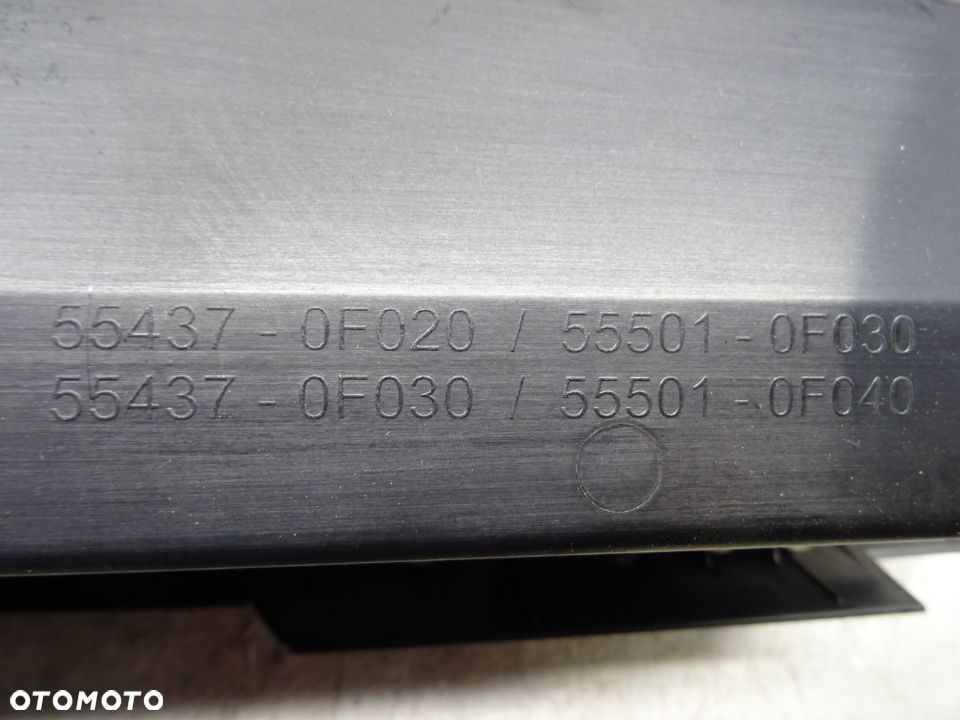 55437 - 0F020 / 55501 - 0F030
55437 - 0F030 / 55501 - 0F040
OTOMOTO